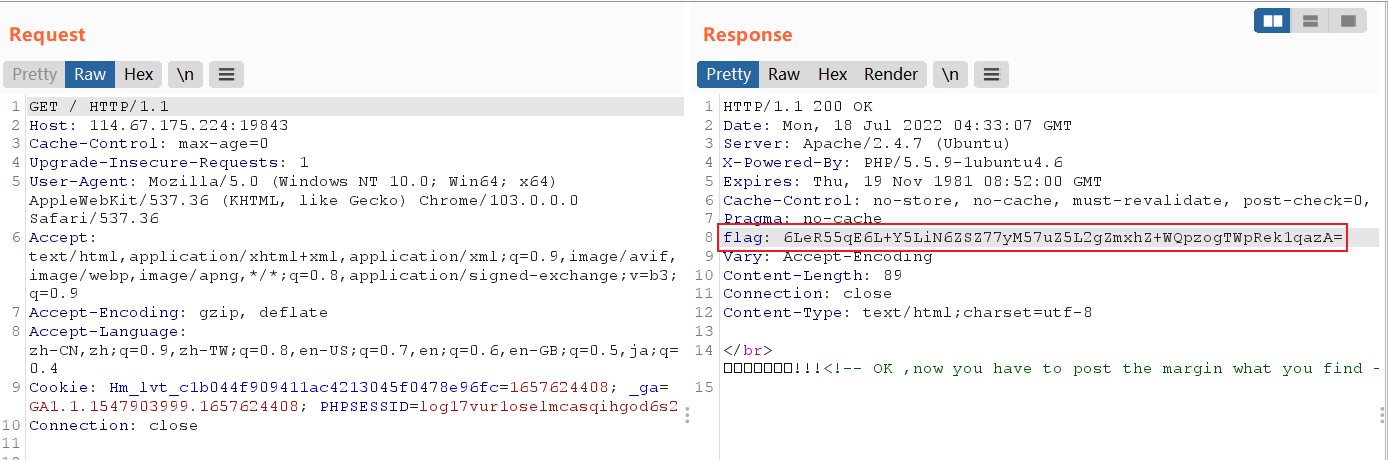 Request
Pretty Raw Hex \n
1 GET / HTTP/1.1
2 Host: 114.67.175.224:19843
3 Cache-Control: max-age=0
4 Upgrade-Insecure-Requests: 1
5 User-Agent: Mozilla/5.0 (Windows NT 10.0; Win64; x64)
AppleWebKit/537.36 (KHTML, like Gecko) Chrome/103.0.0.0
Safari/537.36
6 Accept:
text/html,application/xhtml+xml,application/xml;q=0.9,image/avif,
image/webp,image/apng,*/*;q=0.8,application/signed-exchange;v=b3;
q=0.9
7 Accept-Encoding: gzip, deflate
8 Accept-Language:
zh-CN,zh;q=0.9,zh-TW;q=0.8,en-US;q=0.7,en;q=0.6,en-GB;q=0.5,ja;q=
0.4
9 Cookie: Hm_lvt_c1b044f909411ac4213045f0478e96fc=1657624408; _ga=
GA1.1.1547903999.1657624408; PHPSESSID=log17vur1oselmcasqihgod6s2
10 Connection: close
11
Response
Pretty Raw Hex Render \n
1 HTTP/1.1 200 OK
2 Date: Mon, 18 Jul 2022 04:33:07 GMT
3 Server: Apache/2.4.7 (Ubuntu)
4 X-Powered-By: PHP/5.5.9-1ubuntu4.6
5 Expires: Thu, 19 Nov 1981 08:52:00 GMT
6 Cache-Control: no-store, no-cache, must-revalidate, post-check=0,
7 Pragma: no-cache
8 flag: 6LeR55qE6L+Y5LiN6ZSZ77yM57uZ5L2gZmxhZ+WQpzogTWpRek1qazA=
9 Vary: Accept-Encoding
10 Content-Length: 89
11 Connection: close
12 Content-Type: text/html;charset=utf-8
13
14 </br>
□□□□□□□!!!<!-- OK ,now you have to post the margin what you find -
15